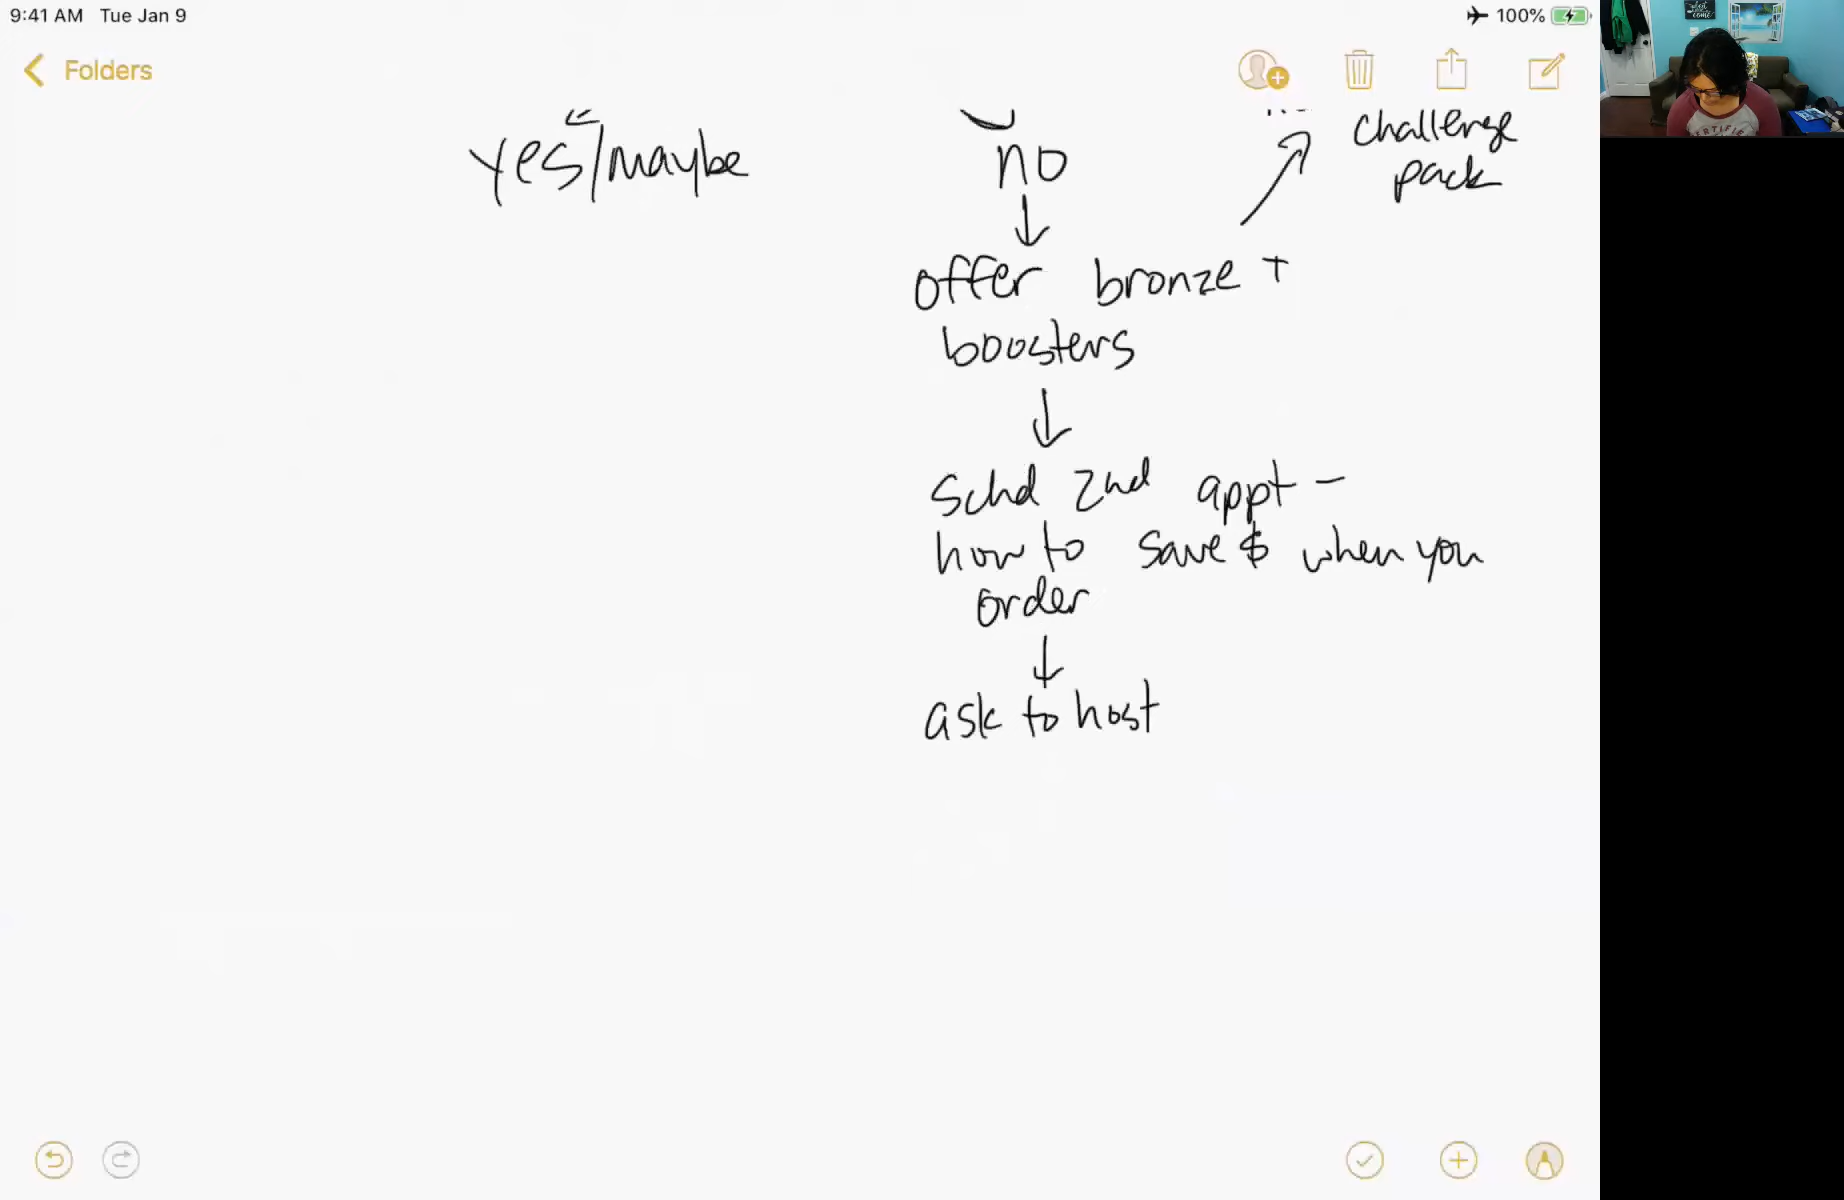 9:41 AM Tue Jan 9
100%
Folders
challenge
pack
yes/maybe
no
offer bronze +
boosters
schd 2nd appt -
how to save $ when you
order
ask to host